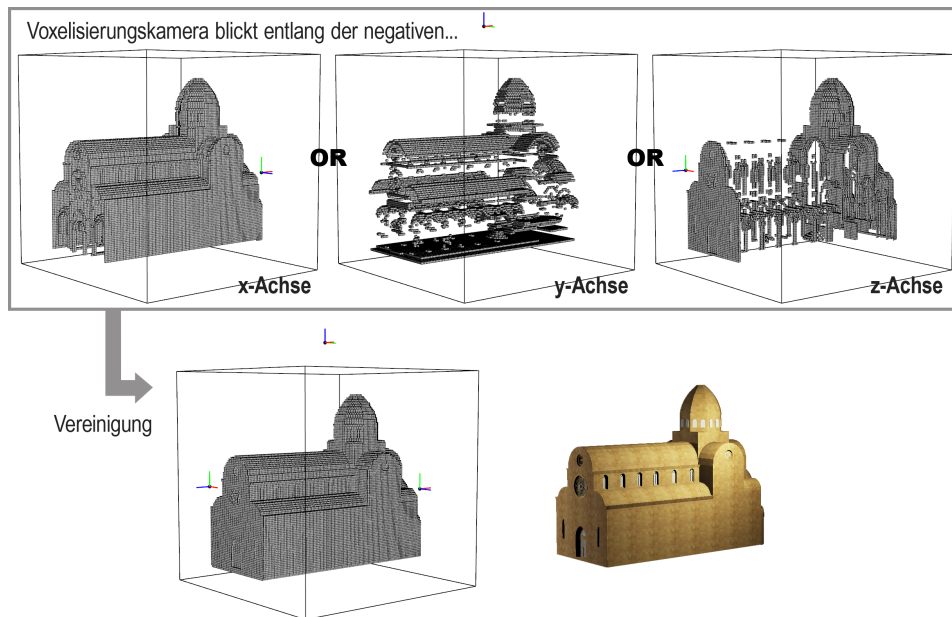 Voxelisierungskamera blickt entlang der negativen...
OR
OR
x-Achse
y-Achse
z-Achse
Vereinigung